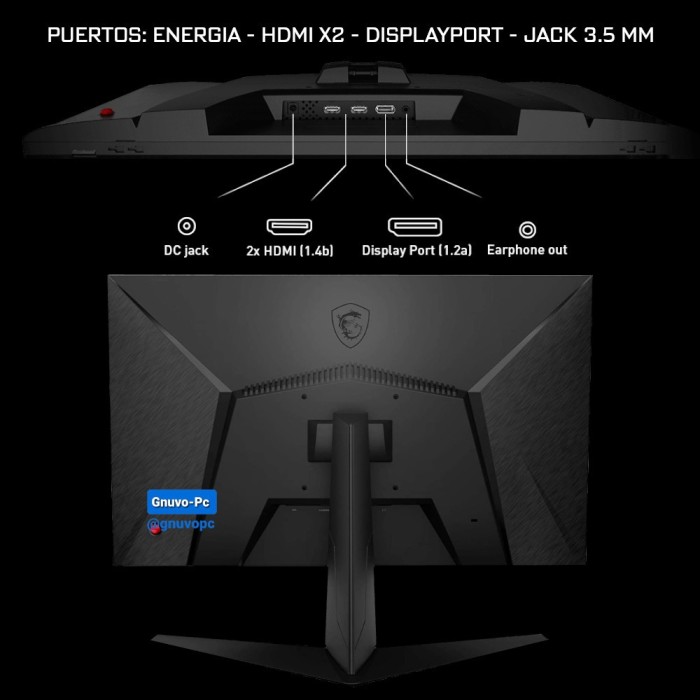 PUERTOS: ENERGIA - HDMI X2 - DISPLAYPORT - JACK 3.5 MM
DC jack
2x HDMI (1.4b)
Display Port (1.2a)
Earphone out
Gnuvo-Pc
@gnuvopc